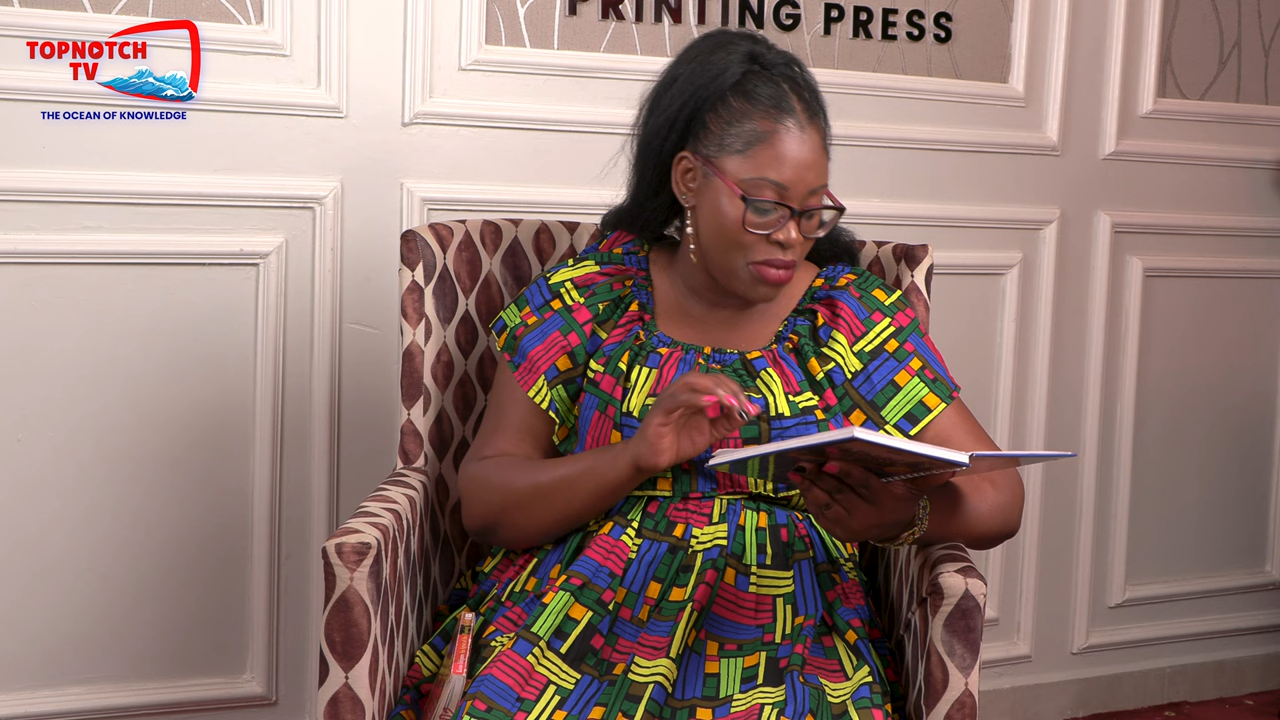 TOPNOTCH
TV
THE OCEAN OF KNOWLEDGE
PRINTING PRESS